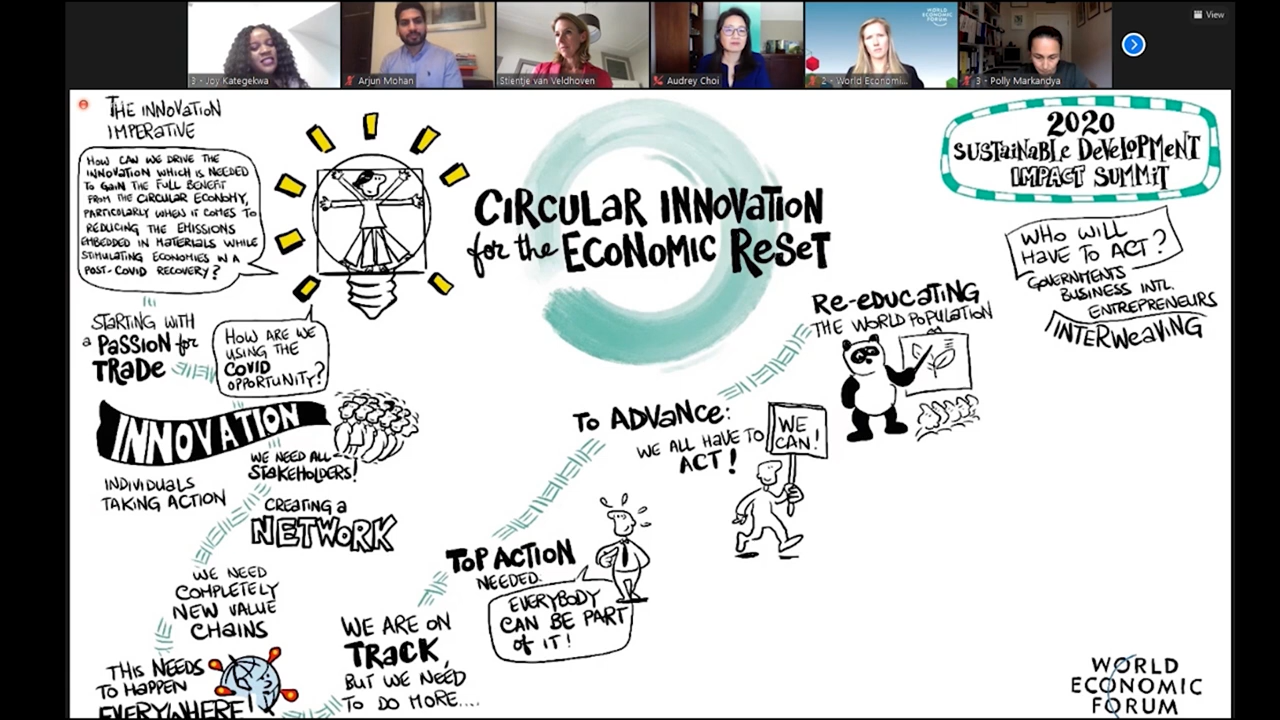 WORLD
ECONOMIC
FORUM
View
3 - Joy Kategekwa
Arjun Mohan
Stientje van Veldhoven
Audrey Choi
2 - World Economi...
3 - Polly Markandya
THE INNOVATION
IMPERATIVE
HOW CAN WE DRIVE THE
INNOVATION WHICH IS NEEDED
TO GAIN THE FULL BENEFIT
FROM THE CIRCULAR ECONOMY,
PARTICULARLY WHEN IT COMES TO
REDUCING THE EMISSIONS
EMBEDDED IN MATERIALS WHILE
STIMULATING ECONOMIES IN A
POST-COVID RECOVERY?
CIRCULAR INNOVATION
for the ECONOMIC RESET
2020
SUSTAINABLE DEVELOPMENT
IMPACT SUMMIT
WHO WILL
HAVE TO ACT?
GOVERNMENTS
BUSINESS INTL.
ENTREPRENEURS
INTERWEAVING
STARTING WITH
a PASSION for
TRADE
HOW ARE WE
USING THE
COVID
OPPORTUNITY?
INNOVATION
WE NEED ALL
STAKEHOLDERS!
INDIVIDUALS
TAKING ACTION
CREATING a
NETWORK
WE NEED
COMPLETELY
NEW VALUE
CHAINS
THIS NEEDS
TO HAPPEN
EVERYWHERE!
WE ARE ON
TRACK,
BUT WE NEED
TO DO MORE....
TOP ACTION
NEEDED.
EVERYBODY
CAN BE PART
of IT!
TO ADVANCE:
WE ALL HAVE TO
ACT!
WE
CAN!
RE-EDUCATING
THE WORLD POPULATION
WORLD
ECONOMIC
FORUM